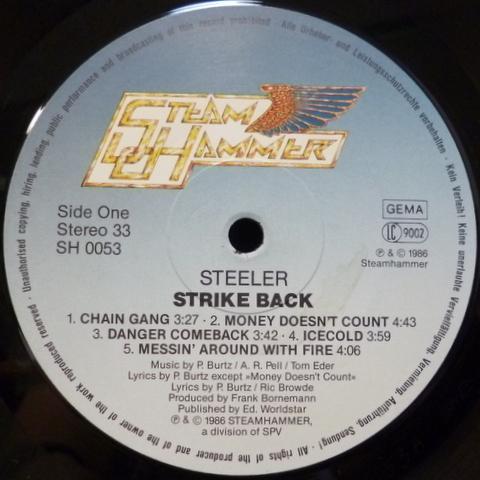 Unauthorised copying, hiring, lending, public performance and broadcasting of this record prohibited · Alle Urheber- und Leistungsschutzrechte vorbehalten · Kein Verleih! Keine unerlaubte Vervielfältigung, Vermietung, Aufführung, Sendung! · All rights of the producer and of the owner of the work reproduced reserved ·
STEAM
HAMMER
Side One
Stereo 33
SH 0053
GEMA
LC 9002
℗ & © 1986
Steamhammer
STEELER
STRIKE BACK
1. CHAIN GANG 3:27 · 2. MONEY DOESN'T COUNT 4:43
3. DANGER COMEBACK 3:42 · 4. ICECOLD 3:59
5. MESSIN' AROUND WITH FIRE 4:06
Music by P. Burtz / A. R. Pell / Tom Eder
Lyrics by P. Burtz except »Money Doesn't Count«
Lyrics by P. Burtz / Ric Browde
Produced by Frank Bornemann
Published by Ed. Worldstar
℗ & © 1986 STEAMHAMMER,
a division of SPV